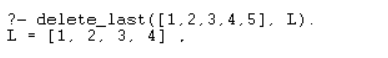 ?- delete_last([1,2,3,4,5], L).
L = [1, 2, 3, 4] .